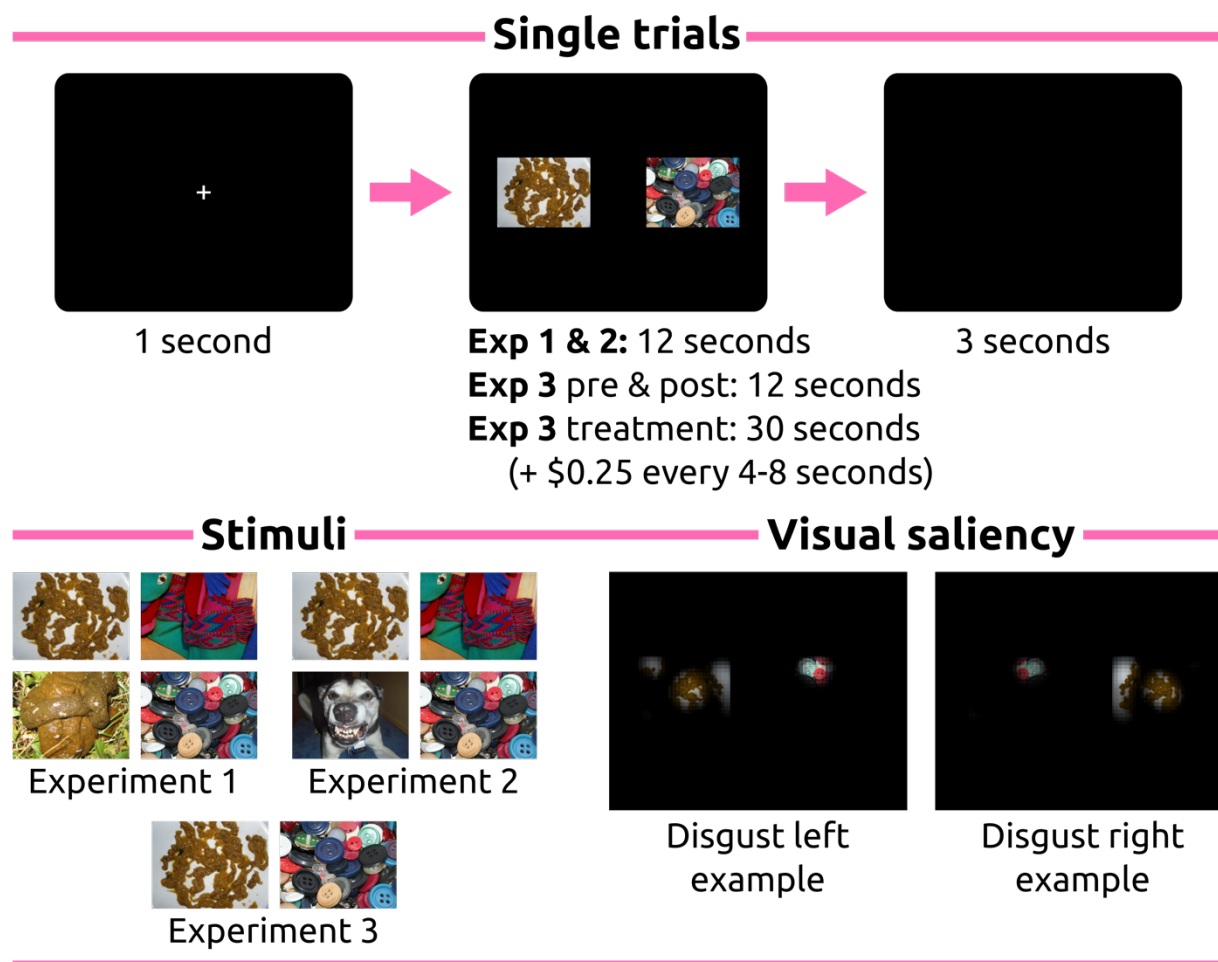 Single trials
1 second
Exp 1 & 2: 12 seconds
Exp 3 pre & post: 12 seconds
Exp 3 treatment: 30 seconds
(+ $0.25 every 4-8 seconds)
3 seconds
Stimuli
Experiment 1
Experiment 2
Experiment 3
Visual saliency
Disgust left
example
Disgust right
example